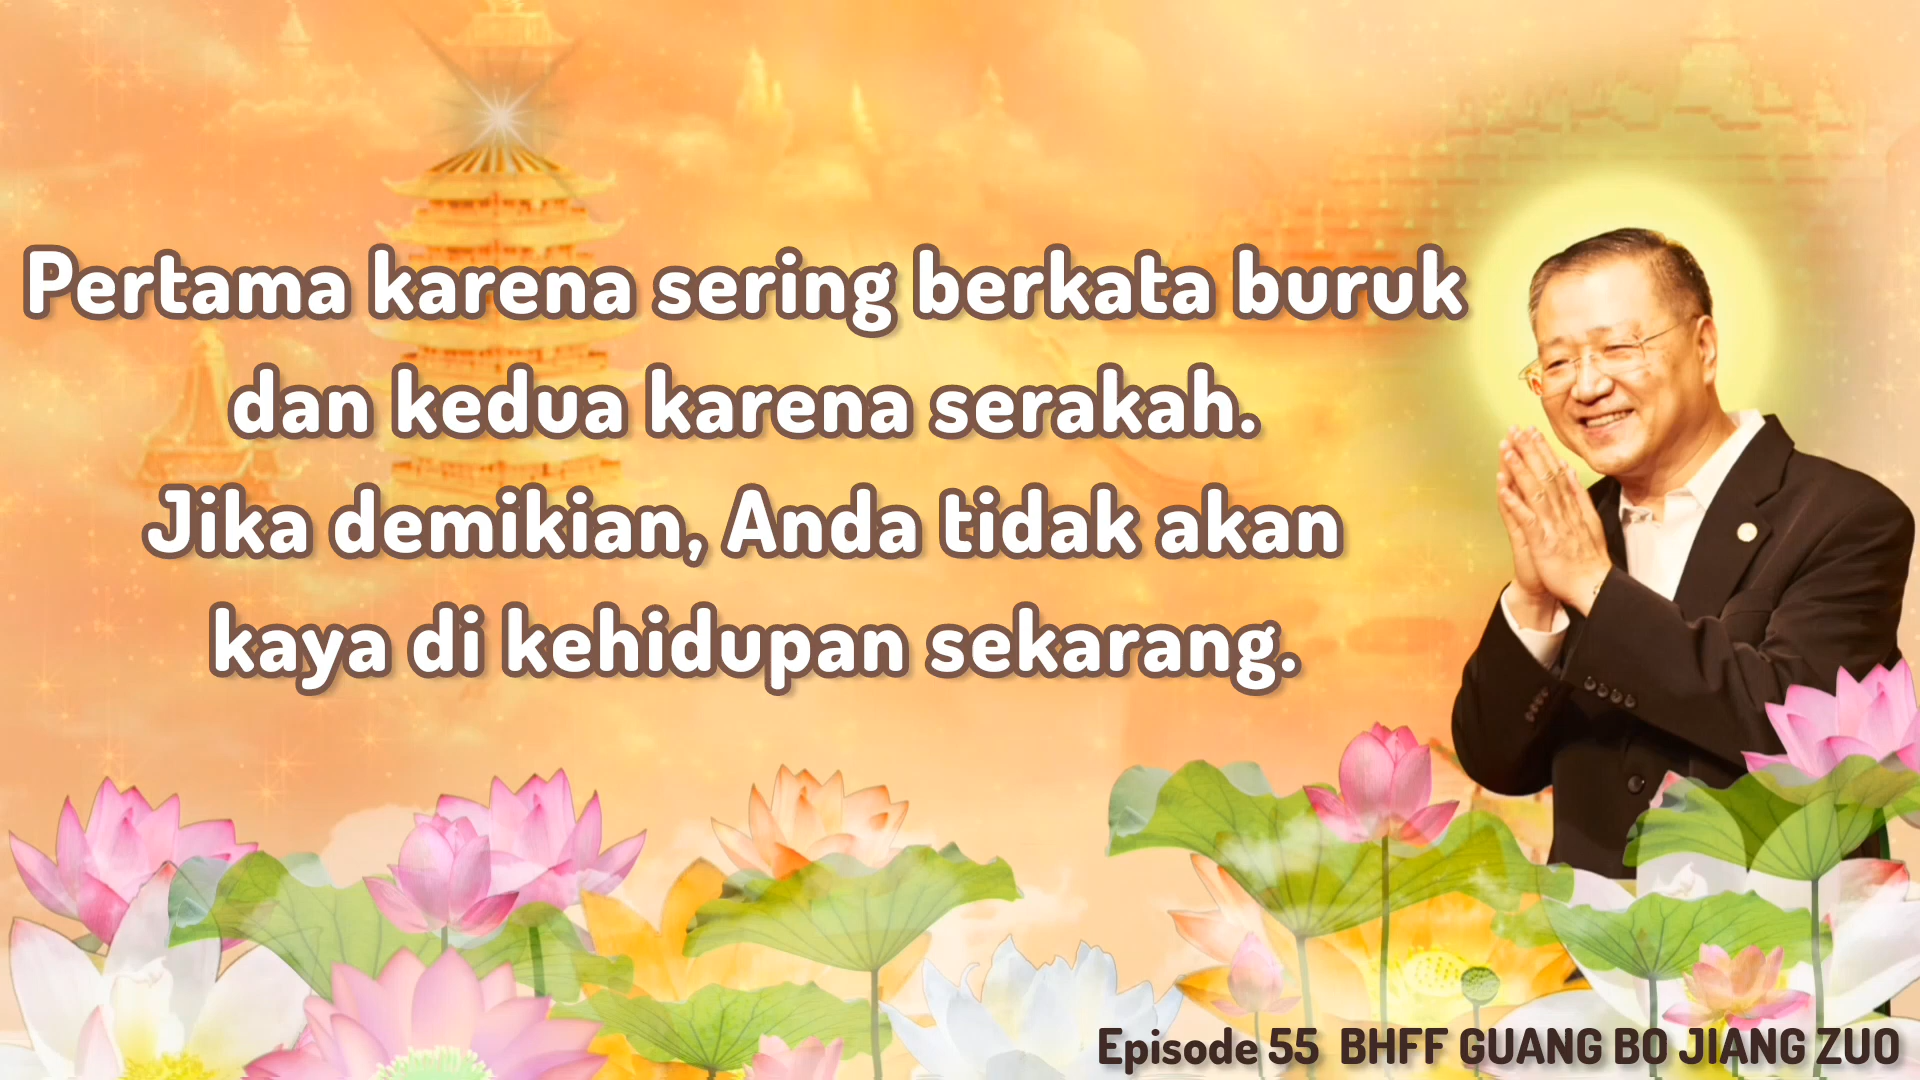 Pertama karena sering berkata buruk
dan kedua karena serakah.
Jika demikian, Anda tidak akan
kaya di kehidupan sekarang.
Episode 55 BHFF GUANG BO JIANG ZUO